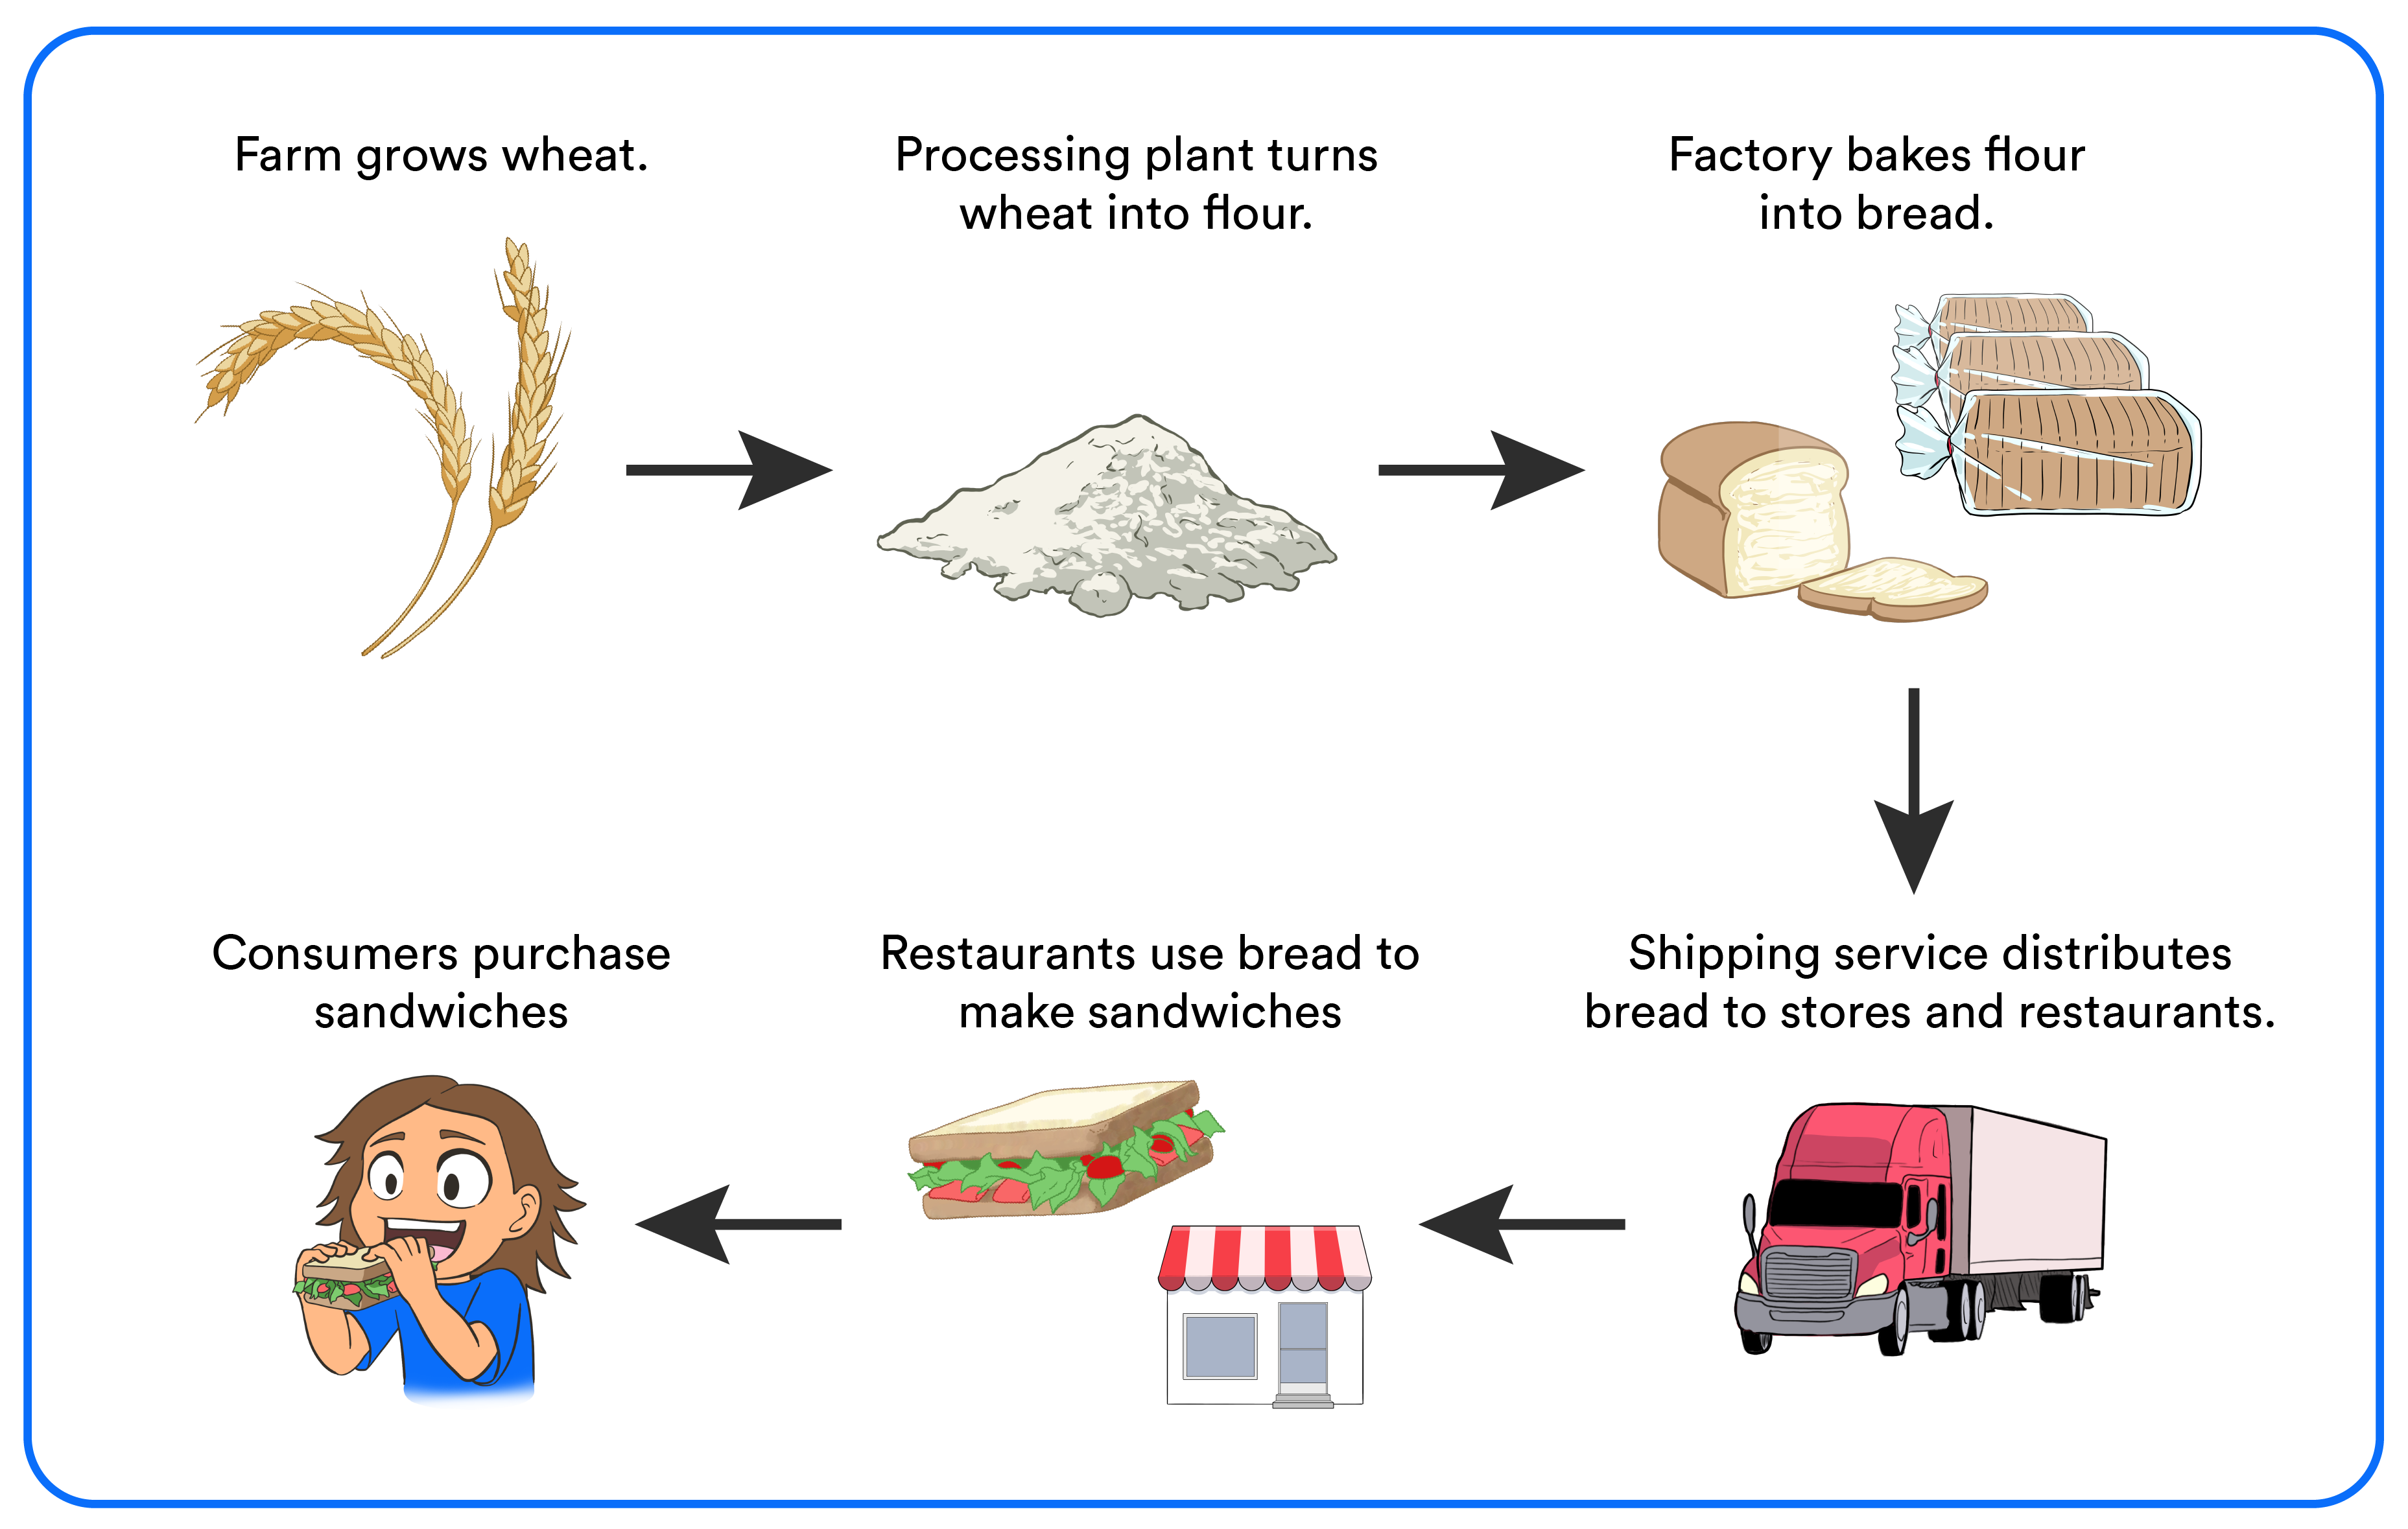 Farm grows wheat.
Processing plant turns
wheat into flour.
Factory bakes flour
into bread.
Shipping service distributes
bread to stores and restaurants.
Restaurants use bread to
make sandwiches
Consumers purchase
sandwiches